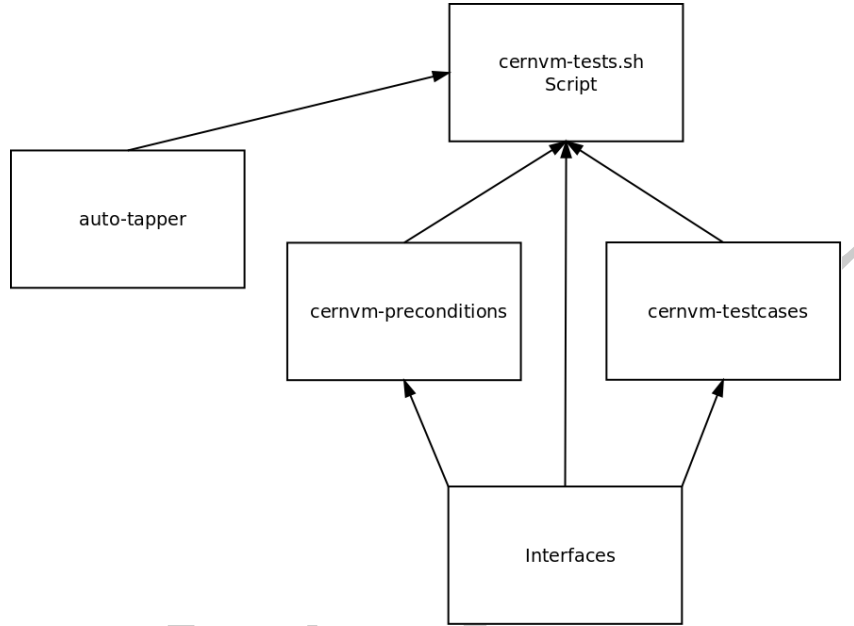 cernvm-tests.sh
Script
auto-tapper
cernvm-preconditions
cernvm-testcases
Interfaces